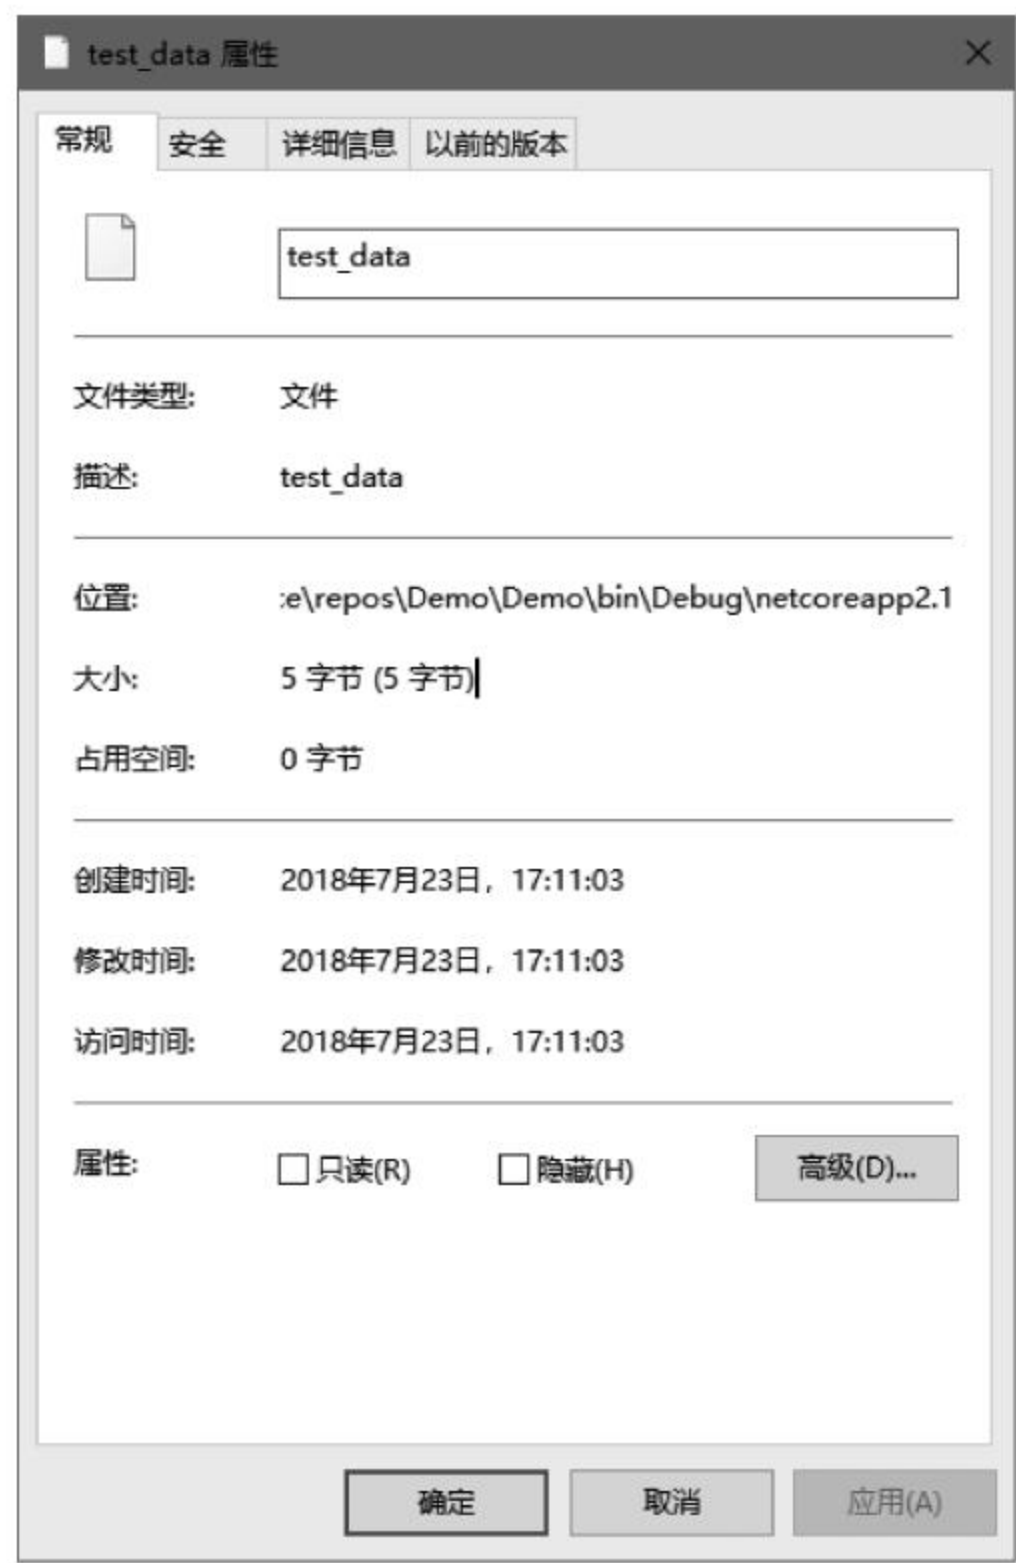 test_data 属性
常规 安全 详细信息 以前的版本
test_data
文件类型: 文件
描述: test_data
位置: :e\repos\Demo\Demo\bin\Debug\netcoreapp2.1
大小: 5 字节 (5 字节)
占用空间: 0 字节
创建时间: 2018年7月23日，17:11:03
修改时间: 2018年7月23日，17:11:03
访问时间: 2018年7月23日，17:11:03
属性: 只读(R) 隐藏(H) 高级(D)...
确定 取消 应用(A)